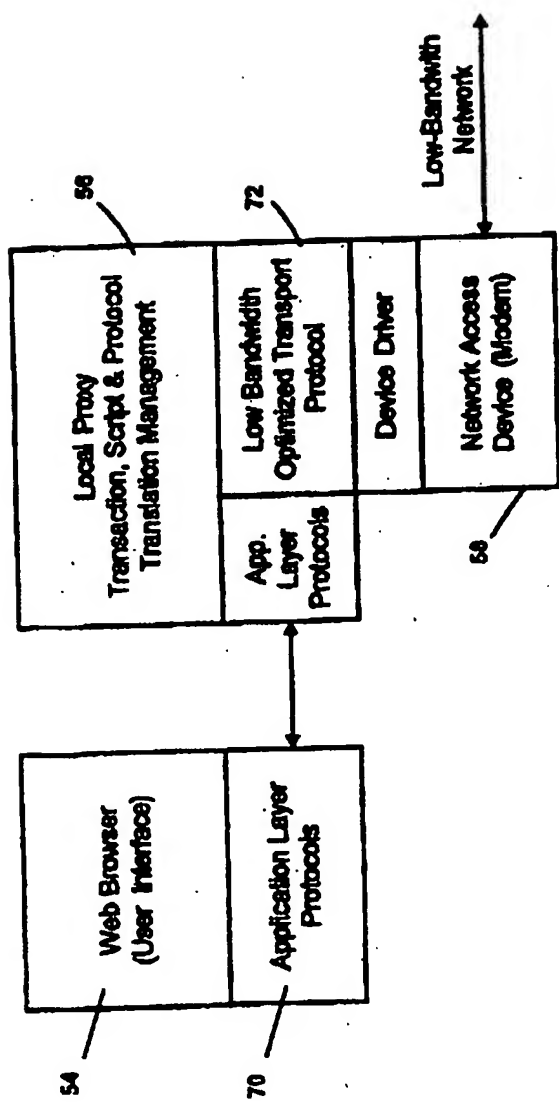 54
Web Browser
(User Interface)
70
Application Layer
Protocols
56
Local Proxy
Transaction, Script & Protocol
Translation Management
App.
Layer
Protocols
72
Low Bandwidth
Optimized Transport
Protocol
Device Driver
Network Access
Device (Modem)
58
Low-Bandwith
Network